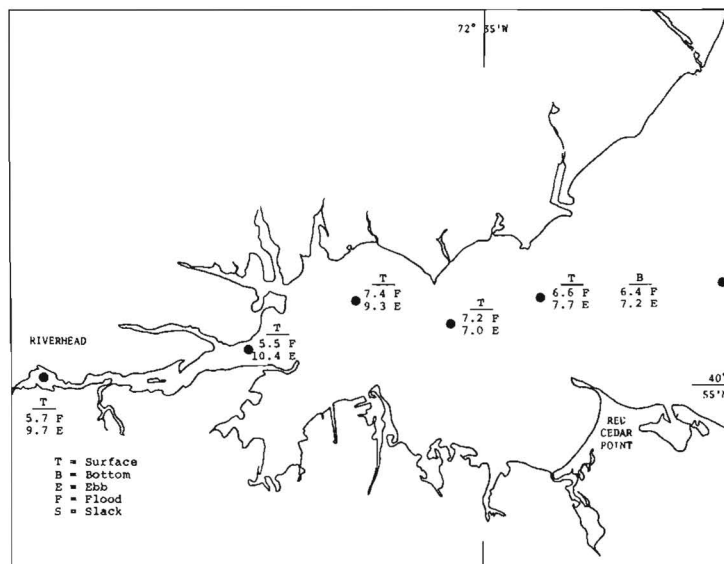 72° 35'W
T
7.4 F
9.3 E
T
7.2 F
7.0 E
T
6.6 F
7.7 E
B
6.4 F
7.2 E
RIVERHEAD
T
5.5 F
10.4 E
T
5.7 F
9.7 E
40°
55'N
RED
CEDAR
POINT
T = Surface
B = Bottom
E = Ebb
F = Flood
S = Slack